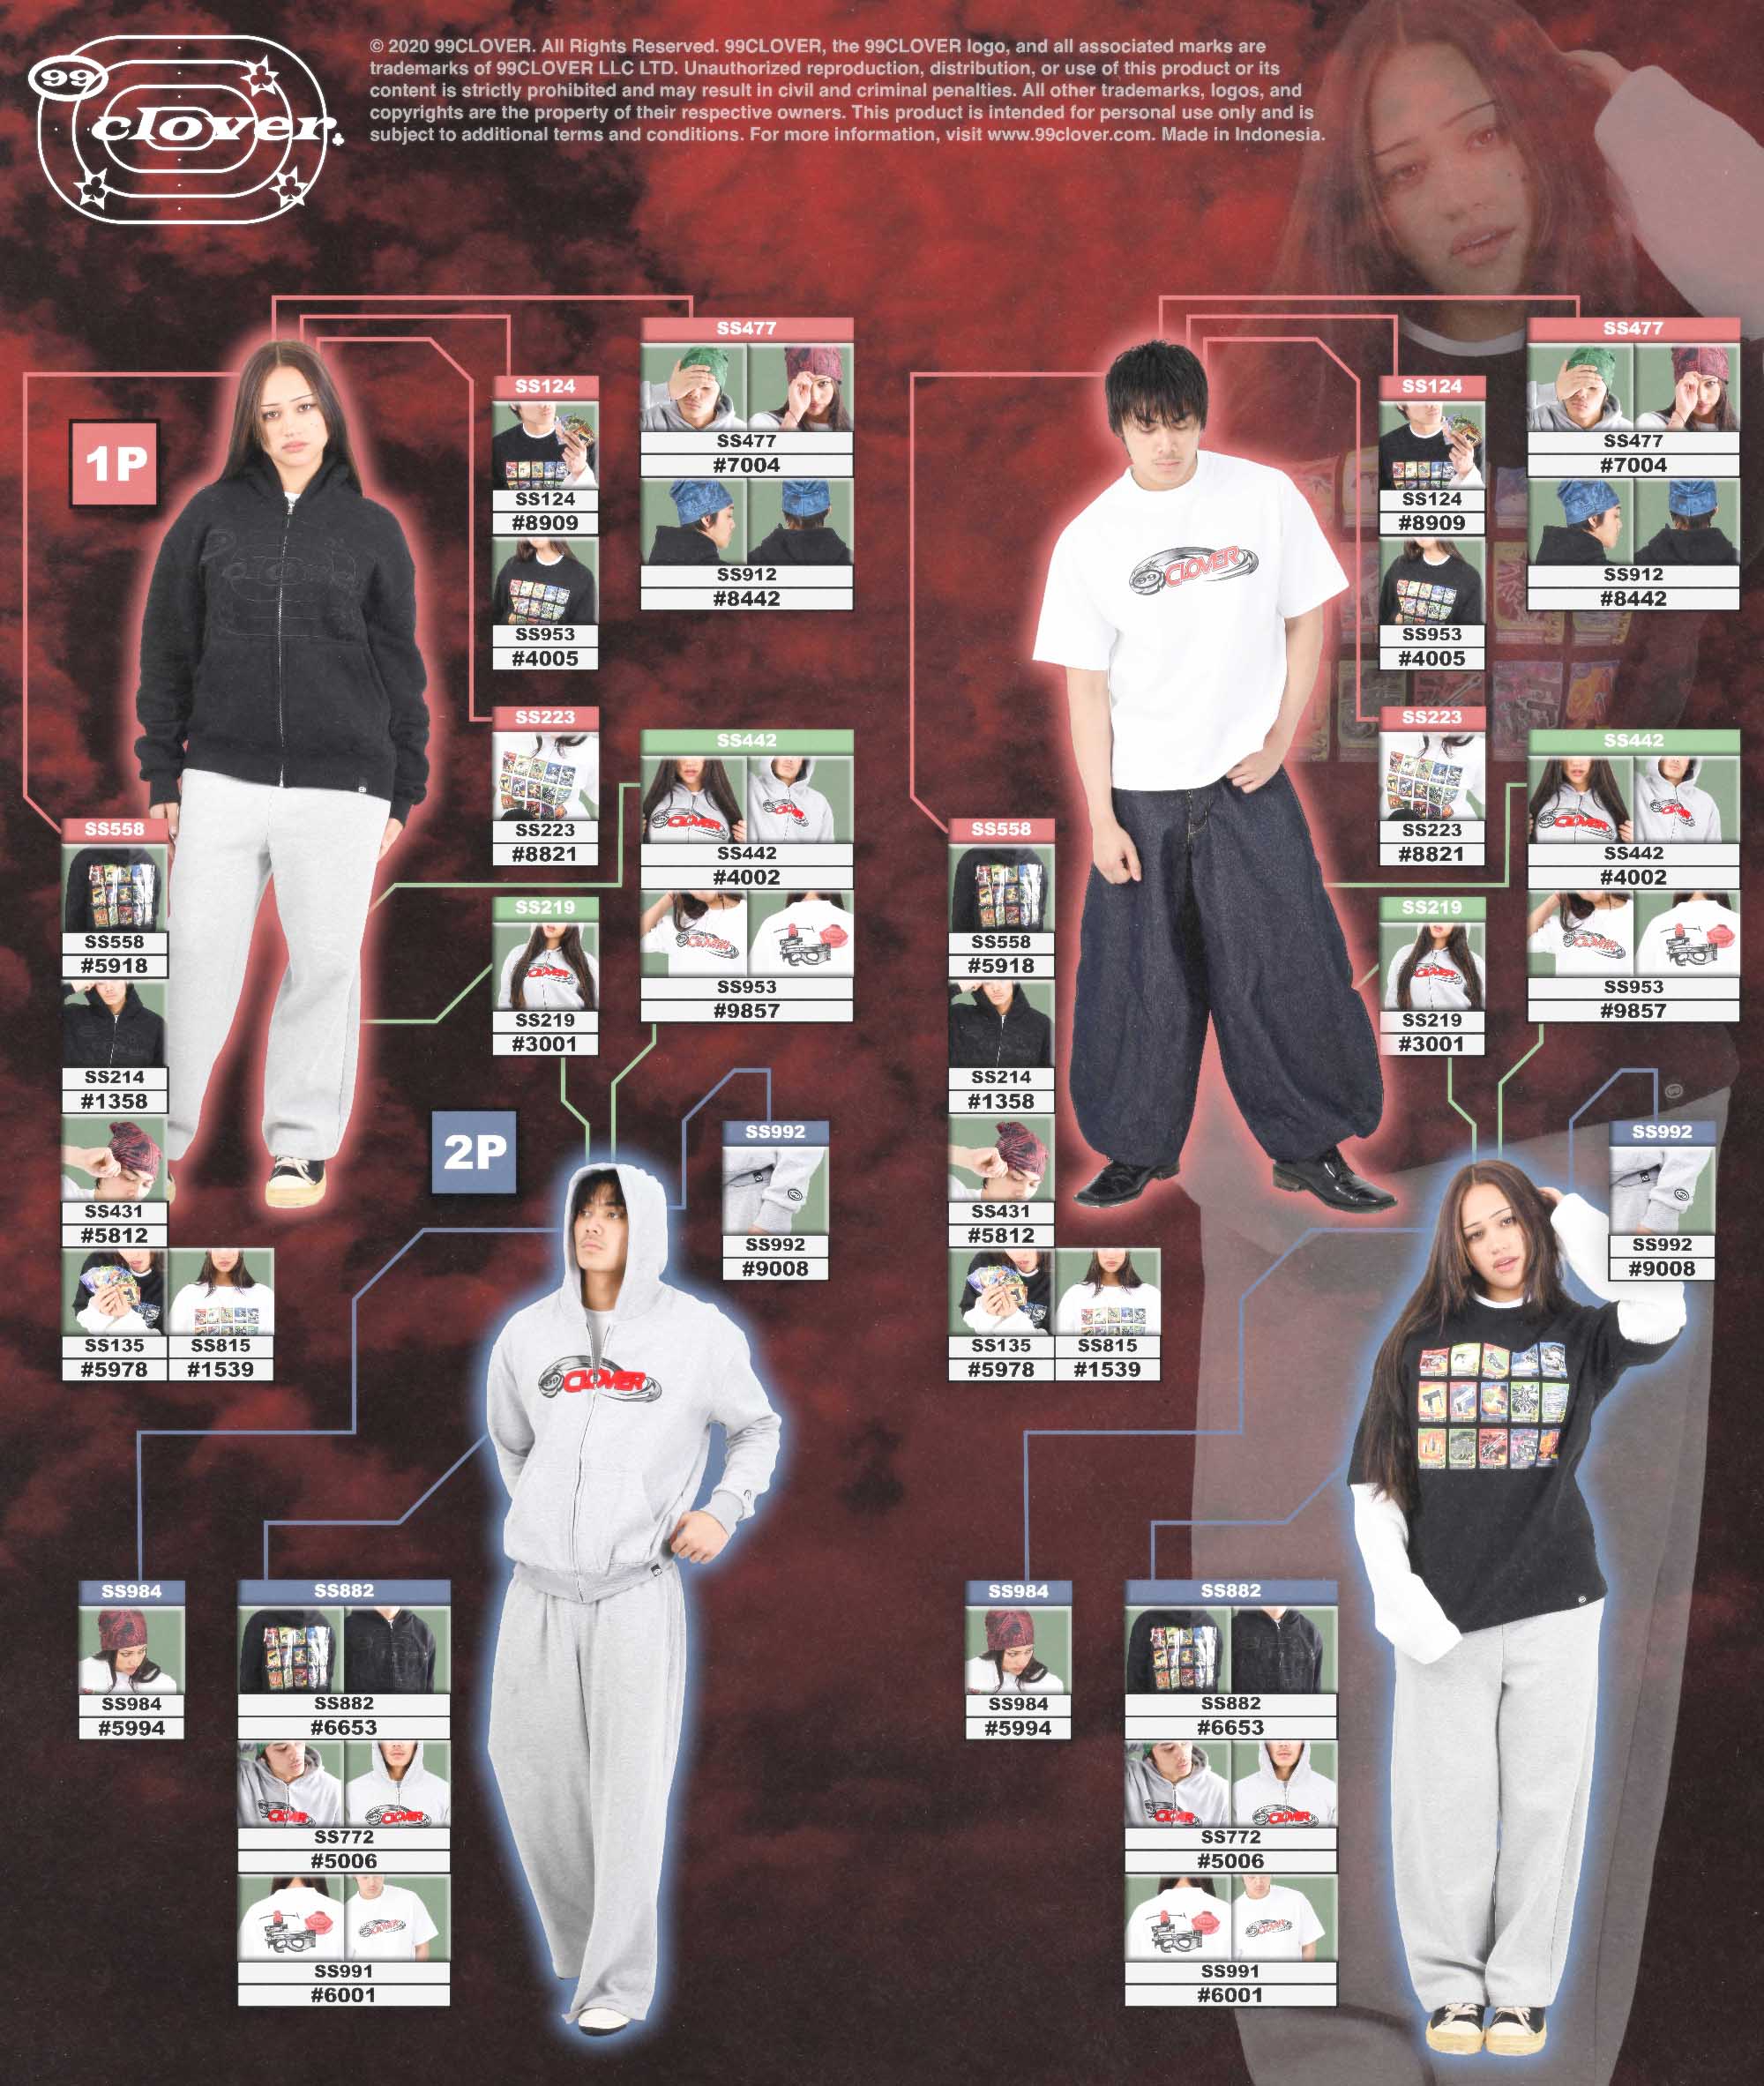 99
clover.
© 2020 99CLOVER. All Rights Reserved. 99CLOVER, the 99CLOVER logo, and all associated marks are
trademarks of 99CLOVER LLC LTD. Unauthorized reproduction, distribution, or use of this product or its
content is strictly prohibited and may result in civil and criminal penalties. All other trademarks, logos, and
copyrights are the property of their respective owners. This product is intended for personal use only and is
subject to additional terms and conditions. For more information, visit www.99clover.com. Made in Indonesia.
1P
SS477
SS477
#7004
SS912
#8442
SS124
SS124
#8909
SS953
#4005
SS223
SS223
#8821
SS442
SS442
#4002
SS953
#9857
SS219
SS219
#3001
SS558
SS558
#5918
SS214
#1358
SS431
#5812
SS135
#5978
SS815
#1539
2P
SS992
SS992
#9008
CLOVER
SS984
SS984
#5994
SS882
SS882
#6653
SS772
#5006
SS991
#6001
SS477
SS477
#7004
SS912
#8442
SS124
SS124
#8909
SS953
#4005
99 CLOVER
SS223
SS223
#8821
SS442
SS442
#4002
SS953
#9857
SS219
SS219
#3001
SS558
SS558
#5918
SS214
#1358
SS431
#5812
SS135
#5978
SS815
#1539
SS992
SS992
#9008
SS984
SS984
#5994
SS882
SS882
#6653
SS772
#5006
SS991
#6001